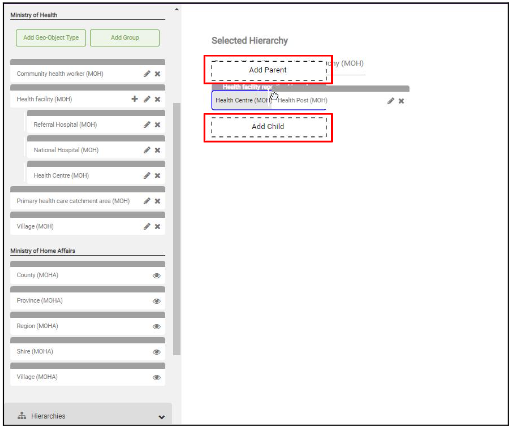 Ministry of Health
Add Geo-Object Type
Add Group
Community health worker (MOH)
Health facility (MOH)
Referral Hospital (MOH)
National Hospital (MOH)
Health Centre (MOH)
Primary health care catchment area (MOH)
Village (MOH)
Ministry of Home Affairs
County (MOHA)
Province (MOHA)
Region (MOHA)
Shire (MOHA)
Village (MOHA)
Hierarchies
Selected Hierarchy
Add Parent
(MOH)
Health facility
Health Centre (MOH)
Health Post (MOH)
Add Child